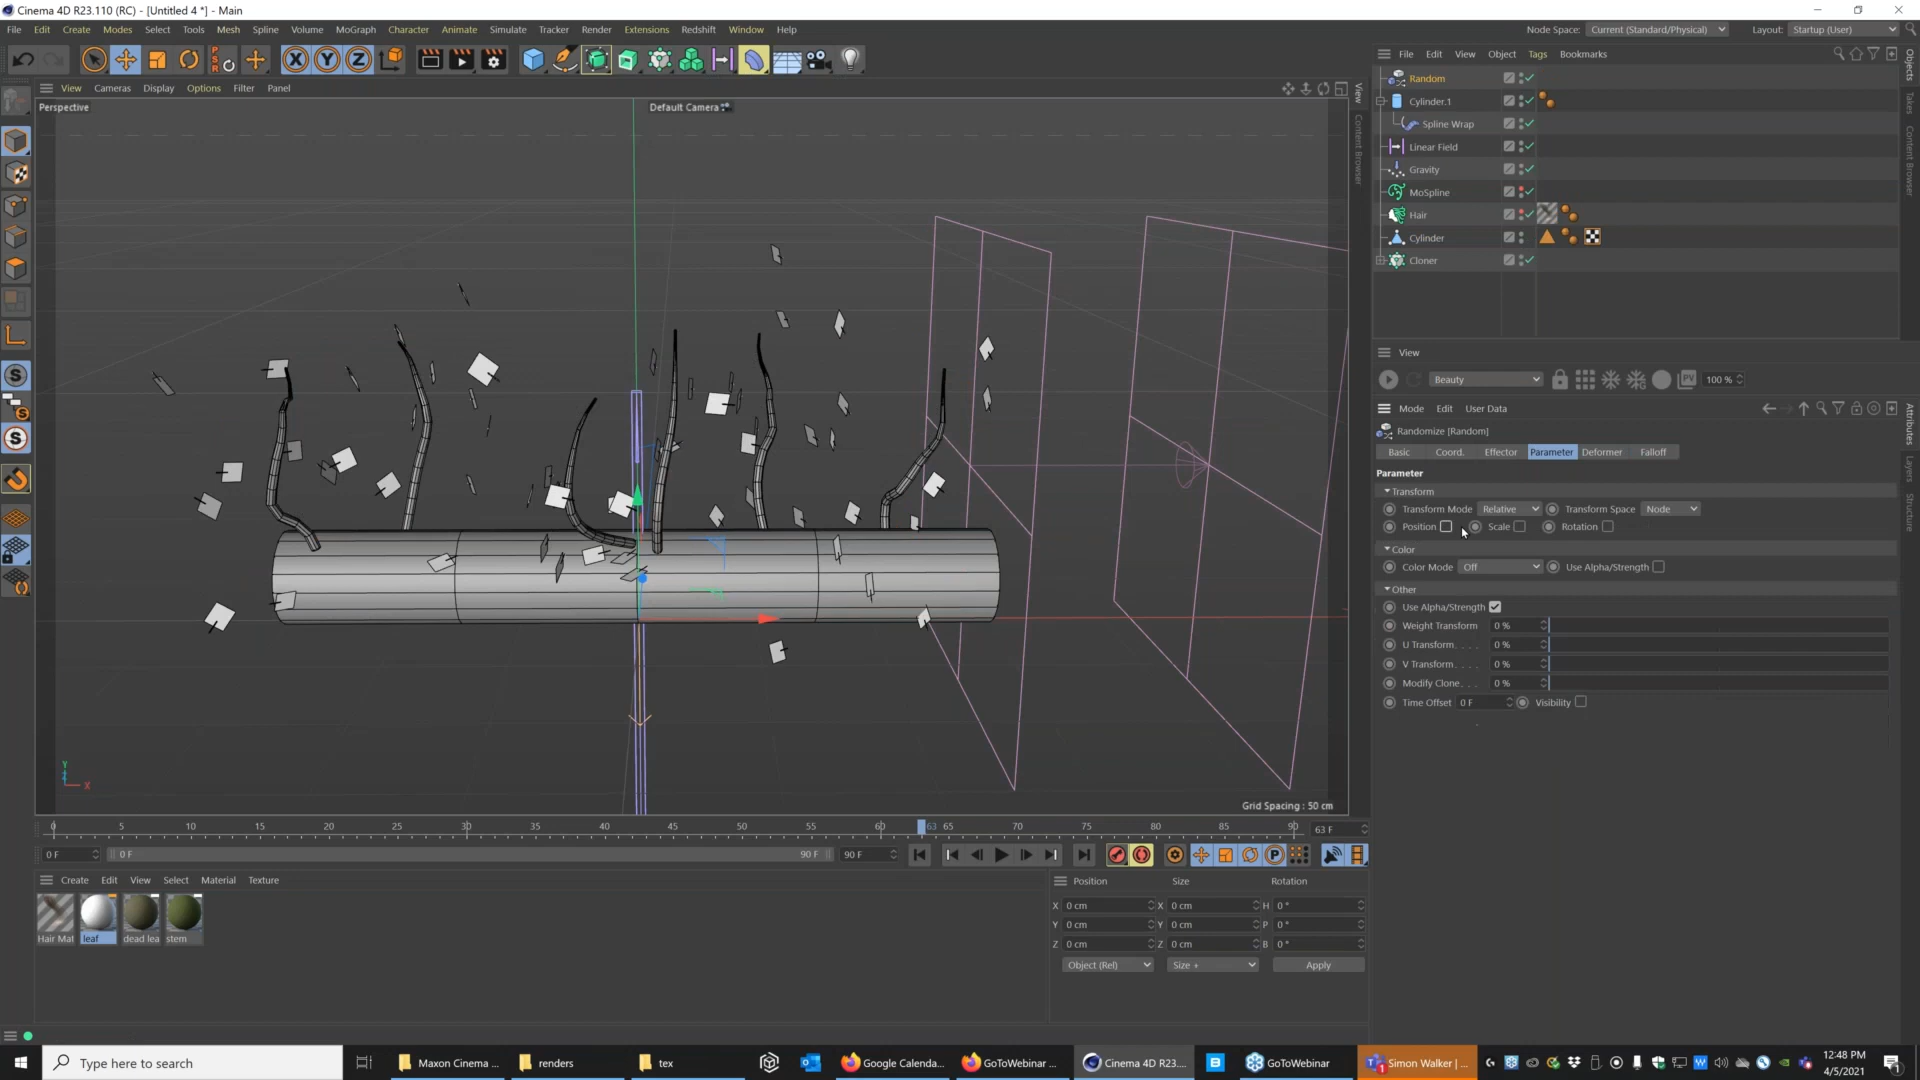 Cinema 4D R23.110 (RC) - [Untitled 4 *] - Main
File Edit Create Modes Select Tools Mesh Spline Volume MoGraph Character Animate Simulate Tracker Render Extensions Redshift Window Help
Node Space: Current (Standard/Physical) Layout: Startup (User)
File Edit View Object Tags Bookmarks
View Cameras Display Options Filter Panel
Perspective
Default Camera
View
Content Browser
Objects
Takes
Content Browser
Random
Cylinder.1
Spline Wrap
Linear Field
Gravity
MoSpline
Hair
Cylinder
Cloner
View
Beauty 100 %
Mode Edit User Data
Randomize [Random]
Basic Coord. Effector Parameter Deformer Falloff
Parameter
Transform
Transform Mode Relative Transform Space Node
Position Scale Rotation
Color
Color Mode Off Use Alpha/Strength
Other
Use Alpha/Strength
Weight Transform 0 %
U Transform . . . . 0 %
V Transform . . . . 0 %
Modify Clone. . . 0 %
Time Offset 0 F Visibility
Attributes
Layers
Structure
Y
Z
X
Grid Spacing : 50 cm
0 5 10 15 20 25 30 35 40 45 50 55 60 63 65 70 75 80 85 90 63 F
0 F 0 F 90 F 90 F
Create Edit View Select Material Texture
Hair Mat leaf dead lea stem
Position Size Rotation
X 0 cm X 0 cm H 0 °
Y 0 cm Y 0 cm P 0 °
Z 0 cm Z 0 cm B 0 °
Object (Rel) Size + Apply
Type here to search
Maxon Cinema ... renders tex Google Calenda... GoToWebinar ... Cinema 4D R23.... GoToWebinar Simon Walker | ...
12:48 PM
4/5/2021